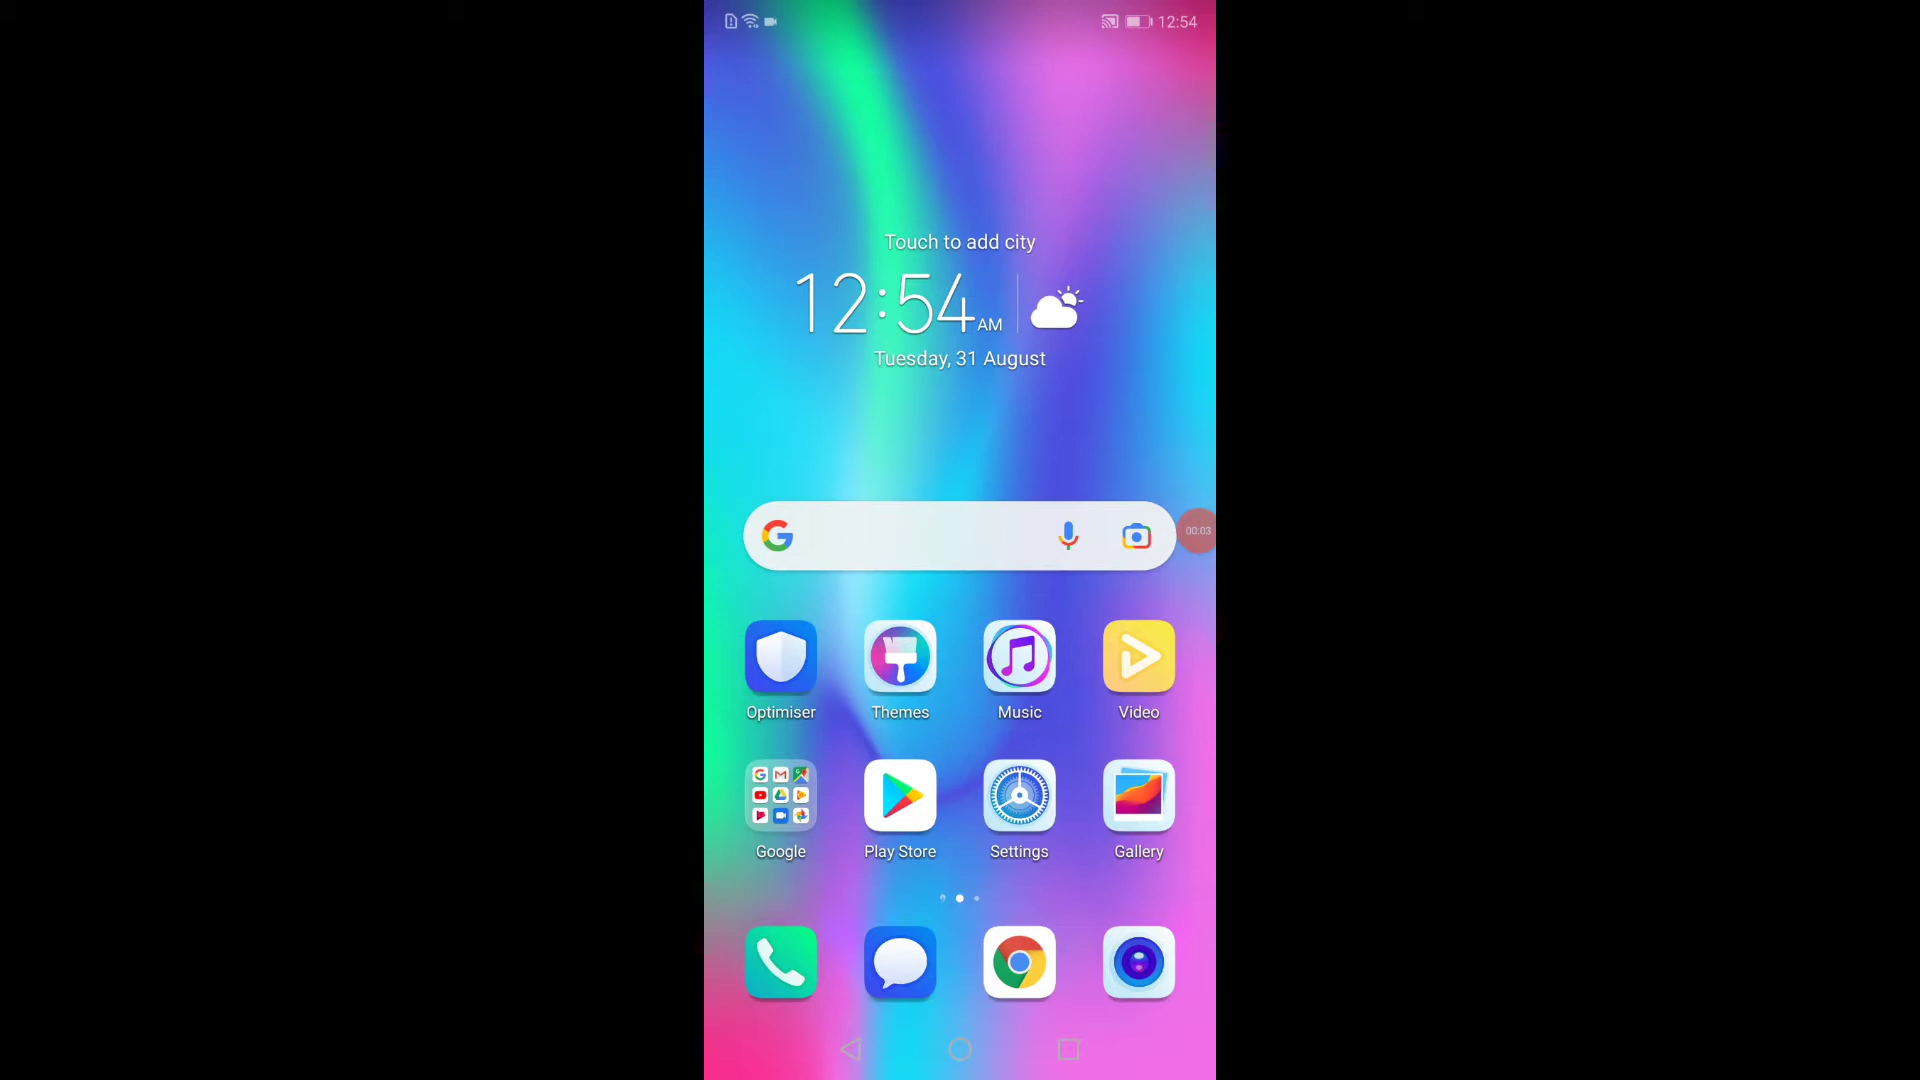 12:54
Touch to add city
12:54 AM
Tuesday, 31 August
00:03
Optimiser
Themes
Music
Video
Google
Play Store
Settings
Gallery